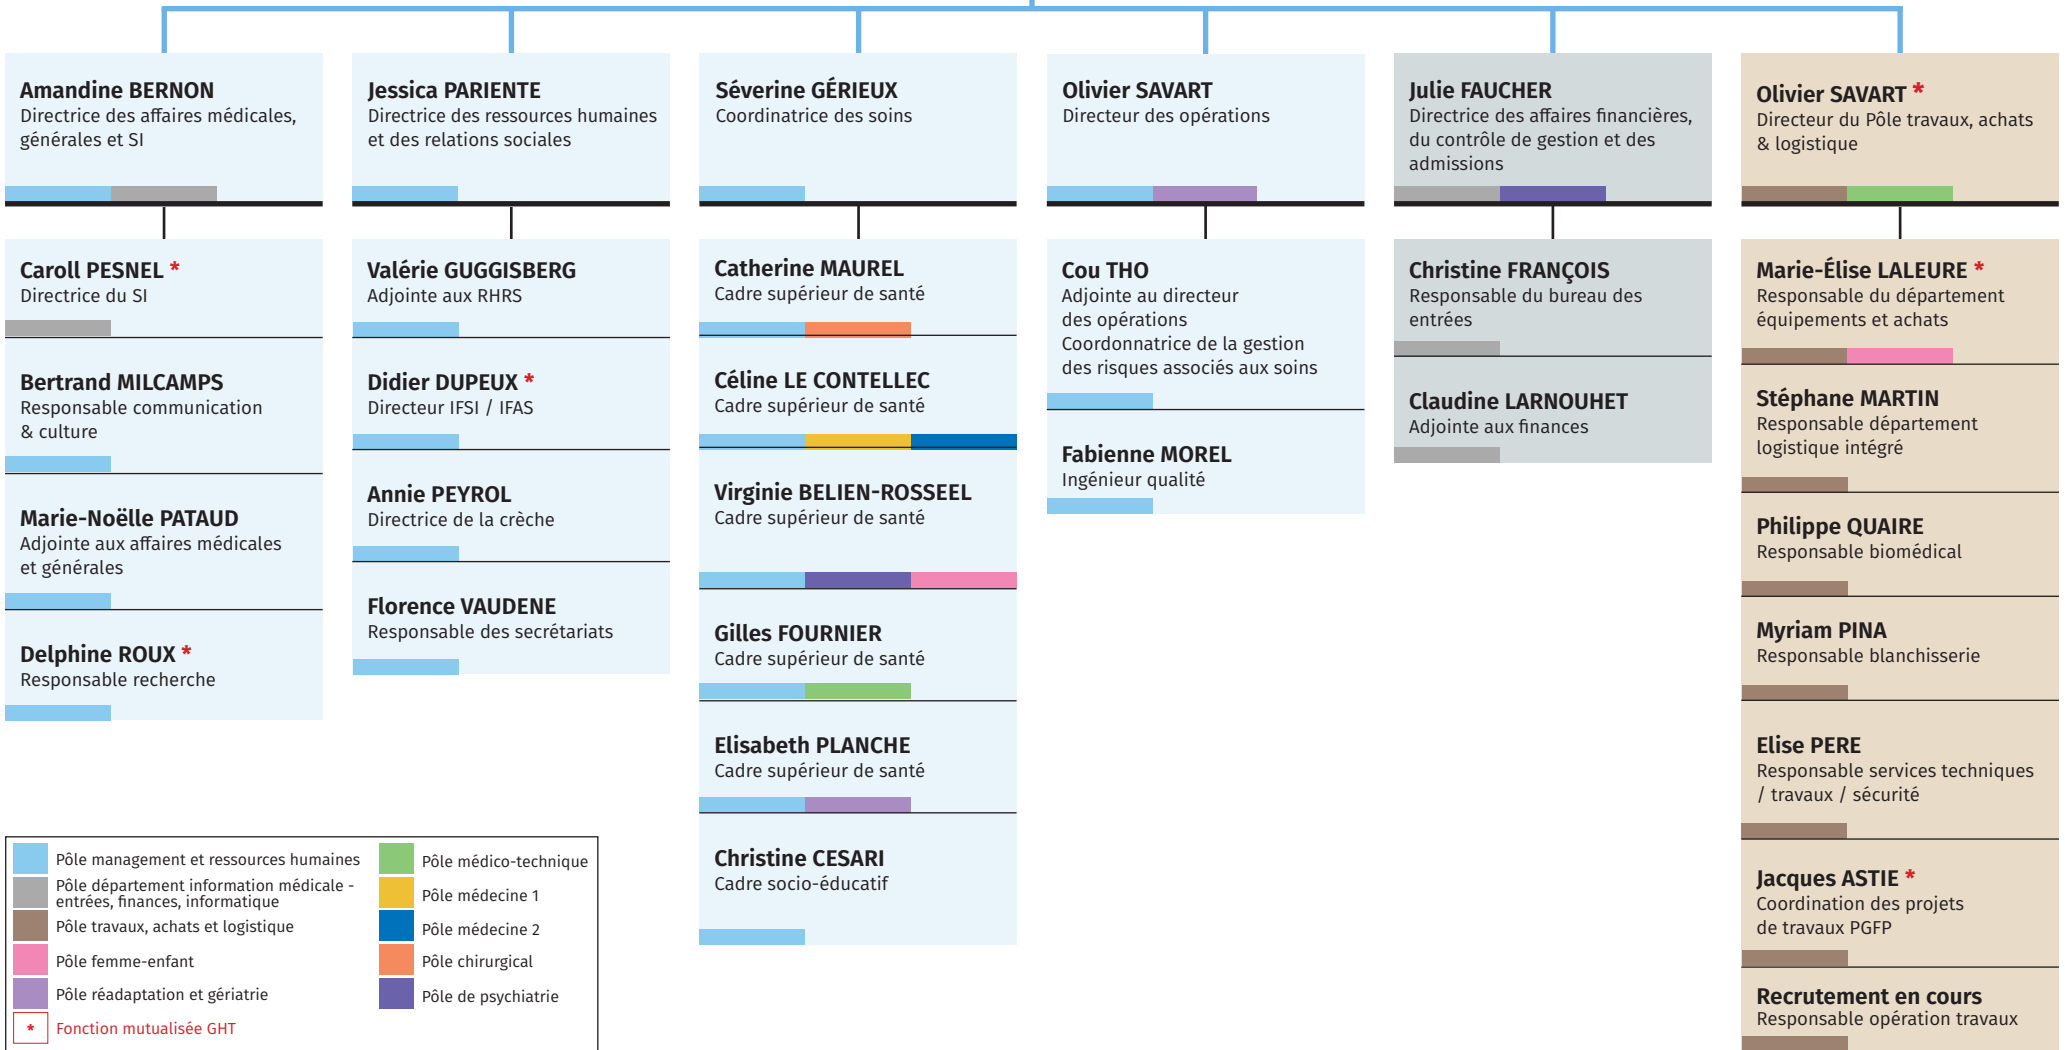 Amandine BERNON
Directrice des affaires médicales,
générales et SI
Caroll PESNEL *
Directrice du SI
Bertrand MILCAMPS
Responsable communication
& culture
Marie-Noëlle PATAUD
Adjointe aux affaires médicales
et générales
Delphine ROUX *
Responsable recherche
Jessica PARIENTE
Directrice des ressources humaines
et des relations sociales
Valérie GUGGISBERG
Adjointe aux RHRS
Didier DUPEUX *
Directeur IFSI / IFAS
Annie PEYROL
Directrice de la crèche
Florence VAUDENE
Responsable des secrétariats
Séverine GÉRIEUX
Coordinatrice des soins
Catherine MAUREL
Cadre supérieur de santé
Céline LE CONTELLEC
Cadre supérieur de santé
Virginie BELIEN-ROSSEEL
Cadre supérieur de santé
Gilles FOURNIER
Cadre supérieur de santé
Elisabeth PLANCHE
Cadre supérieur de santé
Christine CESARI
Cadre socio-éducatif
Olivier SAVART
Directeur des opérations
Cou THO
Adjointe au directeur
des opérations
Coordonnatrice de la gestion
des risques associés aux soins
Fabienne MOREL
Ingénieur qualité
Julie FAUCHER
Directrice des affaires financières,
du contrôle de gestion et des
admissions
Christine FRANÇOIS
Responsable du bureau des
entrées
Claudine LARNOUHET
Adjointe aux finances
Olivier SAVART *
Directeur du Pôle travaux, achats
& logistique
Marie-Élise LALEURE *
Responsable du département
équipements et achats
Stéphane MARTIN
Responsable département
logistique intégré
Philippe QUAIRE
Responsable biomédical
Myriam PINA
Responsable blanchisserie
Elise PERE
Responsable services techniques
/ travaux / sécurité
Jacques ASTIE *
Coordination des projets
de travaux PGFP
Recrutement en cours
Responsable opération travaux
Pôle management et ressources humaines
Pôle département information médicale -
entrées, finances, informatique
Pôle travaux, achats et logistique
Pôle femme-enfant
Pôle réadaptation et gériatrie
* Fonction mutualisée GHT
Pôle médico-technique
Pôle médecine 1
Pôle médecine 2
Pôle chirurgical
Pôle de psychiatrie